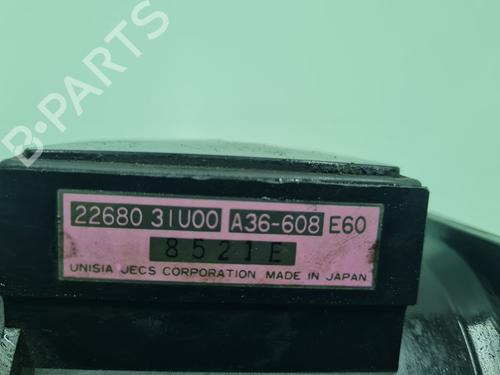 B-PARTS
22680 31U00 A36-608 E60
8521E
UNISIA JECS CORPORATION MADE IN JAPAN